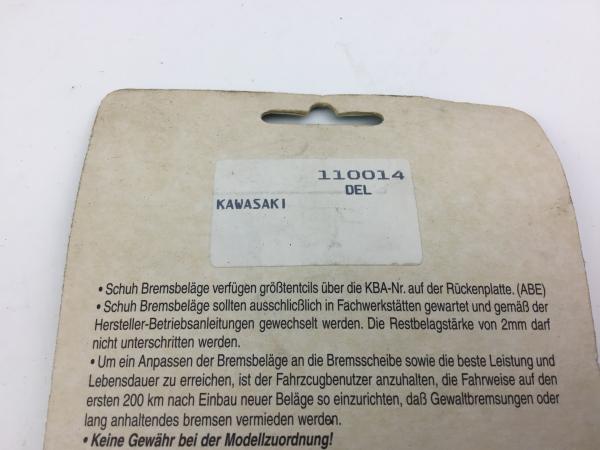 110014
DEL
KAWASAKI
• Schuh Bremsbeläge verfügen größtentcils über die KBA-Nr. auf der Rückenplatte. (ABE)
• Schuh Bremsbeläge sollten ausschlicßlich in Fachwerkstätten gewartet und gemäß der
Hersteller-Betriebsanleitungen gewechselt werden. Die Restbelagstärke von 2mm darf
nicht unterschritten werden.
• Um ein Anpassen der Bremsbeläge an die Bremsscheibe sowie die beste Leistung und
Lebensdauer zu erreichen, ist der Fahrzcugbenutzer anzuhalten, die Fahrweise auf den
ersten 200 km nach Einbau neuer Beläge so einzurichten, daß Gewaltbremsungen oder
lang anhaltendes bremsen vermieden werden.
• Keine Gewähr bei der Modellzuordnung!